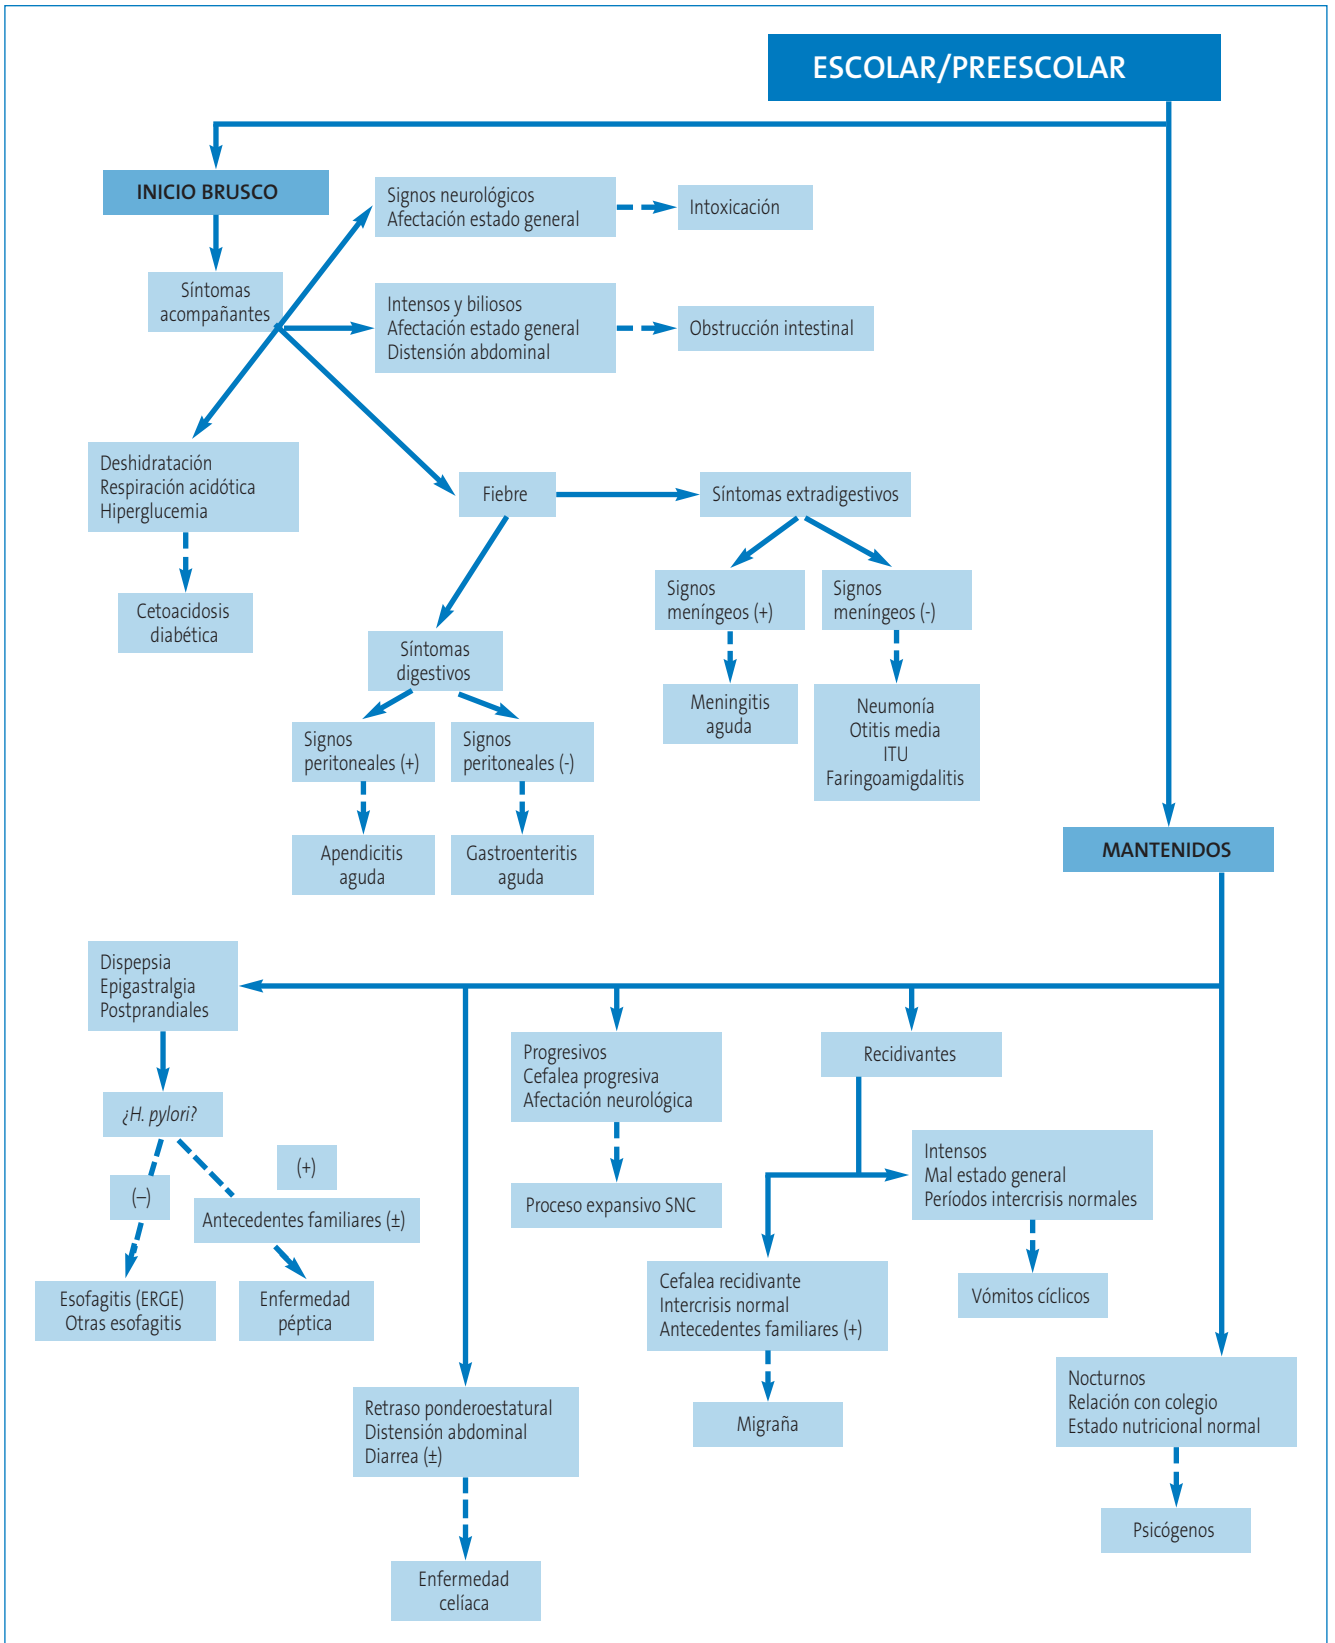 ESCOLAR/PREESCOLAR
INICIO BRUSCO
Síntomas
acompañantes
Signos neurológicos
Afectación estado general
Intoxicación
Intensos y biliosos
Afectación estado general
Distensión abdominal
Obstrucción intestinal
Deshidratación
Respiración acidótica
Hiperglucemia
Cetoacidosis
diabética
Fiebre
Síntomas extradigestivos
Signos
meníngeos (+)
Signos
meníngeos (-)
Meningitis
aguda
Neumonía
Otitis media
ITU
Faringoamigdalitis
Síntomas
digestivos
Signos
peritoneales (+)
Signos
peritoneales (-)
Apendicitis
aguda
Gastroenteritis
aguda
MANTENIDOS
Dispepsia
Epigastralgia
Postprandiales
¿H. pylori?
(–)
(+)
Antecedentes familiares (±)
Esofagitis (ERGE)
Otras esofagitis
Enfermedad
péptica
Retraso ponderoestatural
Distensión abdominal
Diarrea (±)
Enfermedad
celíaca
Progresivos
Cefalea progresiva
Afectación neurológica
Proceso expansivo SNC
Recidivantes
Intensos
Mal estado general
Períodos intercrisis normales
Vómitos cíclicos
Cefalea recidivante
Intercrisis normal
Antecedentes familiares (+)
Migraña
Nocturnos
Relación con colegio
Estado nutricional normal
Psicógenos